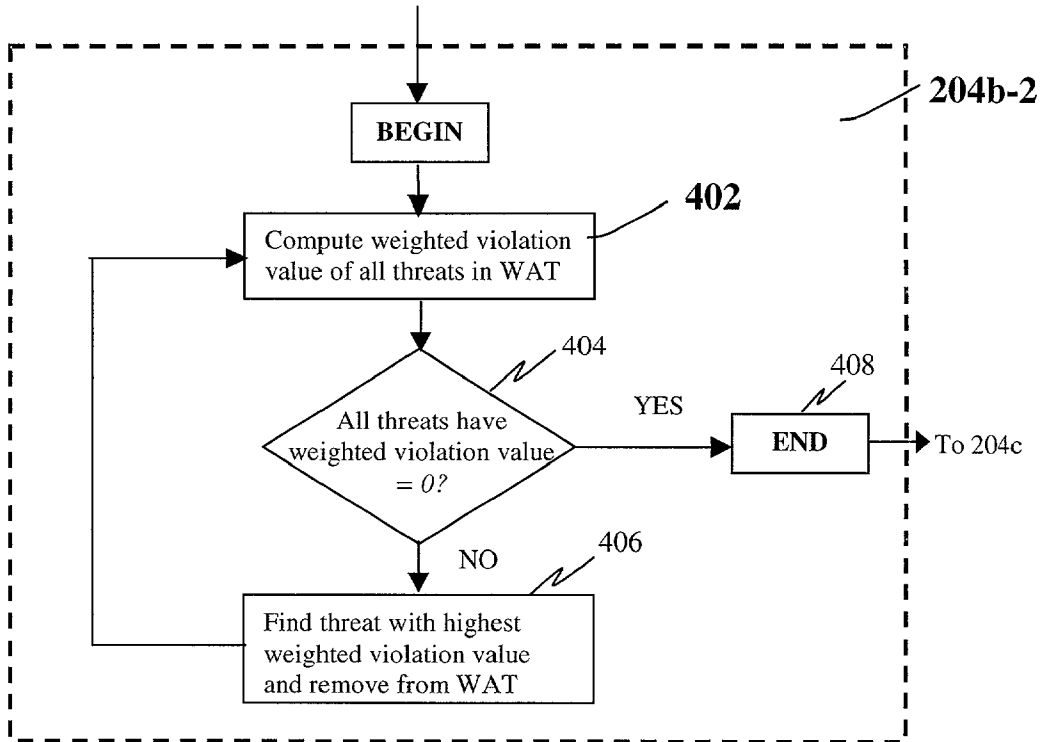 204b-2
BEGIN
402
Compute weighted violation
value of all threats in WAT
404
All threats have
weighted violation value
= 0?
YES
408
END
To 204c
NO
406
Find threat with highest
weighted violation value
and remove from WAT